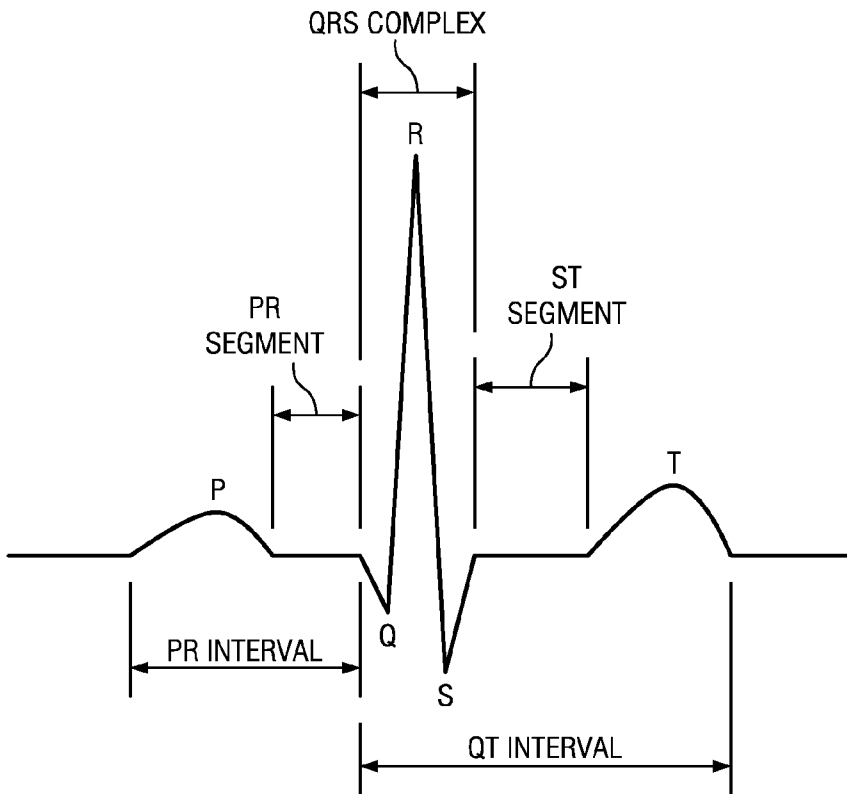 QRS COMPLEX
R
ST
SEGMENT
PR
SEGMENT
P
T
Q
PR INTERVAL
S
QT INTERVAL